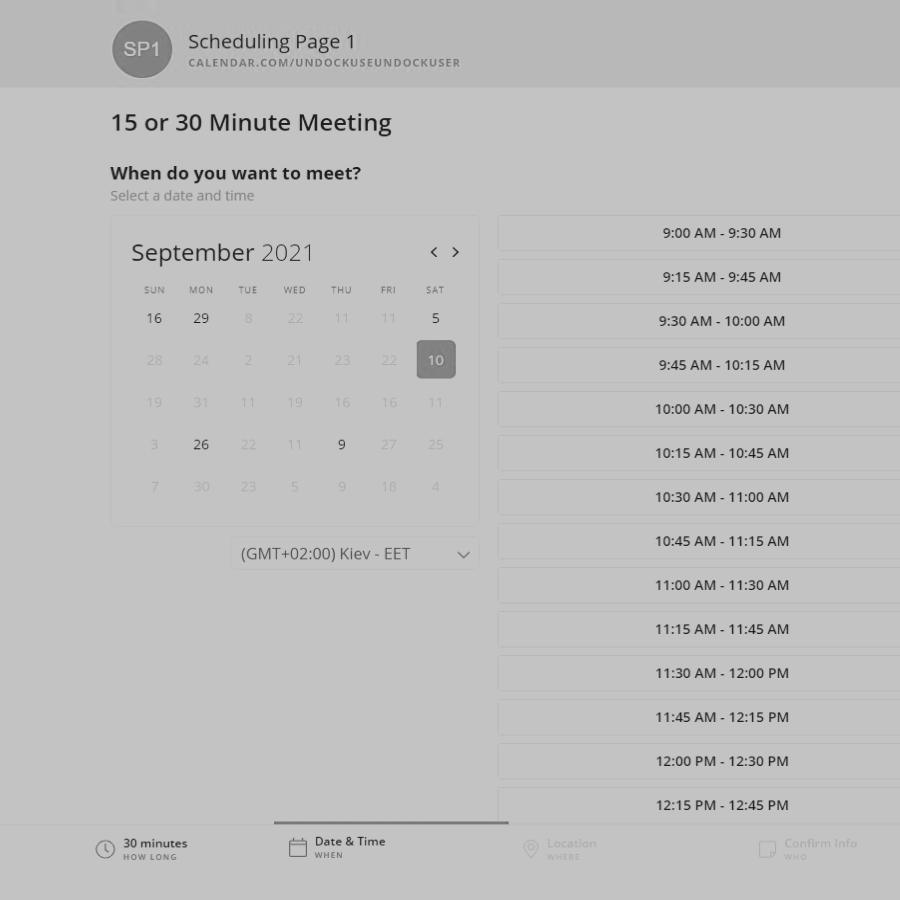 SP1
Scheduling Page 1
CALENDAR.COM/UNDOCKUSEUNDOCKUSER
15 or 30 Minute Meeting
When do you want to meet?
Select a date and time
September 2021
SUN MON TUE WED THU FRI SAT
16 29 8 22 11 11 5
28 24 2 21 23 22 10
19 31 11 19 16 16 11
3 26 22 11 9 27 25
7 30 23 5 9 18 4
(GMT+02:00) Kiev - EET
9:00 AM - 9:30 AM
9:15 AM - 9:45 AM
9:30 AM - 10:00 AM
9:45 AM - 10:15 AM
10:00 AM - 10:30 AM
10:15 AM - 10:45 AM
10:30 AM - 11:00 AM
10:45 AM - 11:15 AM
11:00 AM - 11:30 AM
11:15 AM - 11:45 AM
11:30 AM - 12:00 PM
11:45 AM - 12:15 PM
12:00 PM - 12:30 PM
12:15 PM - 12:45 PM
30 minutes
HOW LONG
Date & Time
WHEN
Location
WHERE
Confirm Info
WHO